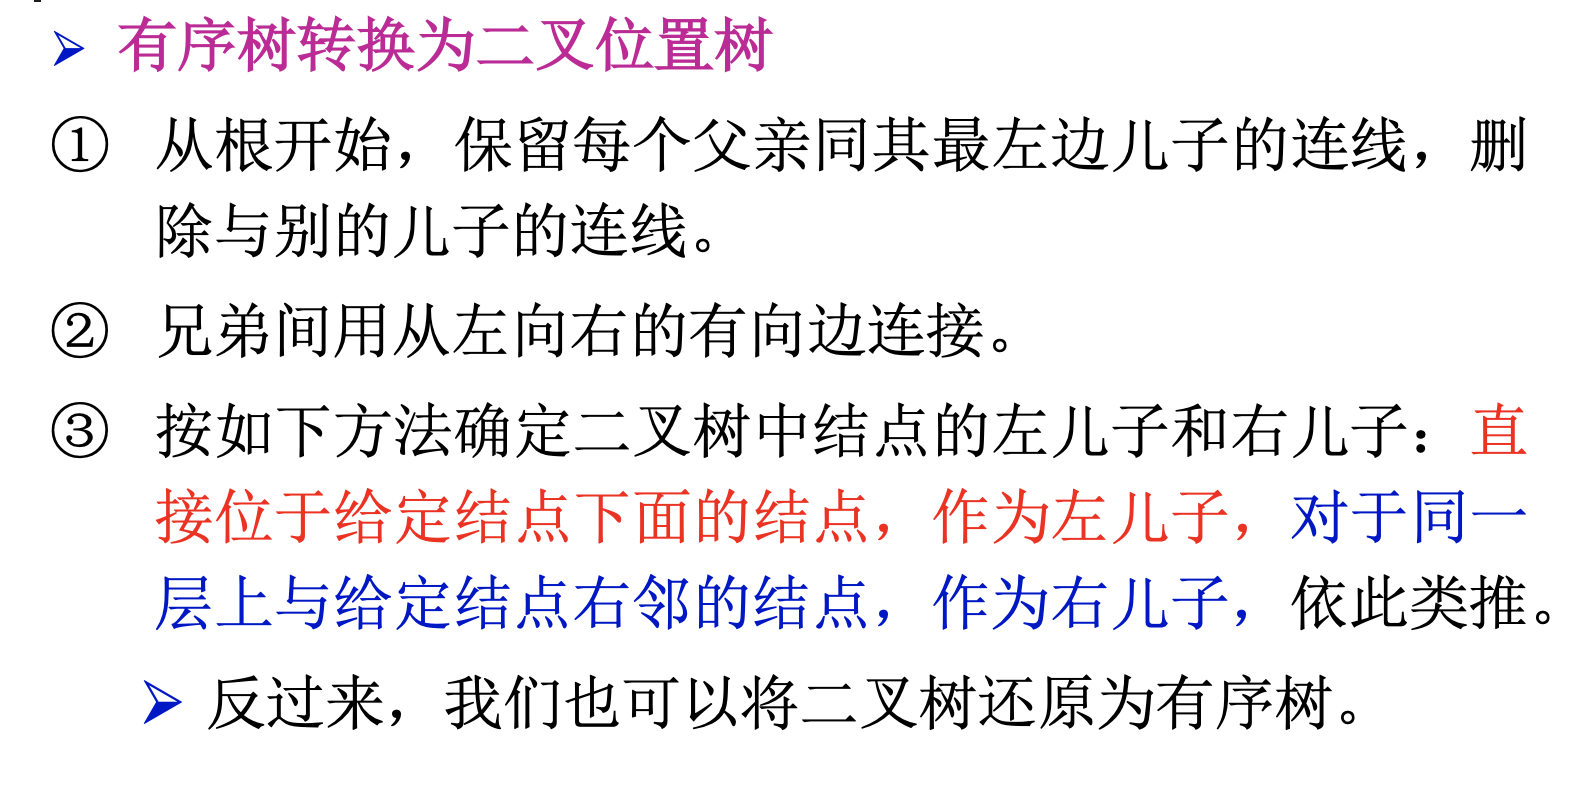 ➢ 有序树转换为二叉位置树
① 从根开始，保留每个父亲同其最左边儿子的连线，删
除与别的儿子的连线。
② 兄弟间用从左向右的有向边连接。
③ 按如下方法确定二叉树中结点的左儿子和右儿子：直
接位于给定结点下面的结点，作为左儿子，对于同一
层上与给定结点右邻的结点，作为右儿子，依此类推。
➢ 反过来，我们也可以将二叉树还原为有序树。